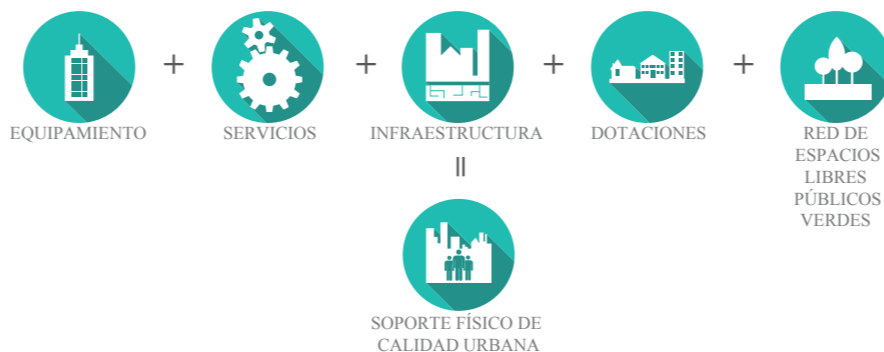 + + + +
EQUIPAMIENTO
SERVICIOS
INFRAESTRUCTURA
DOTACIONES
RED DE
ESPACIOS
LIBRES
PÚBLICOS
VERDES
=
SOPORTE FÍSICO DE
CALIDAD URBANA